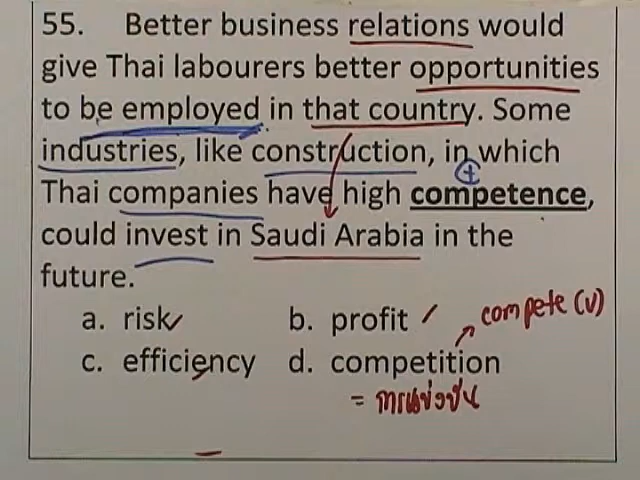 55. Better business relations would
give Thai labourers better opportunities
to be employed in that country. Some
industries, like construction, in which
Thai companies have high competence,
could invest in Saudi Arabia in the
future.
a. risk b. profit compete (v)
c. efficiency d. competition
= การแข่งขัน